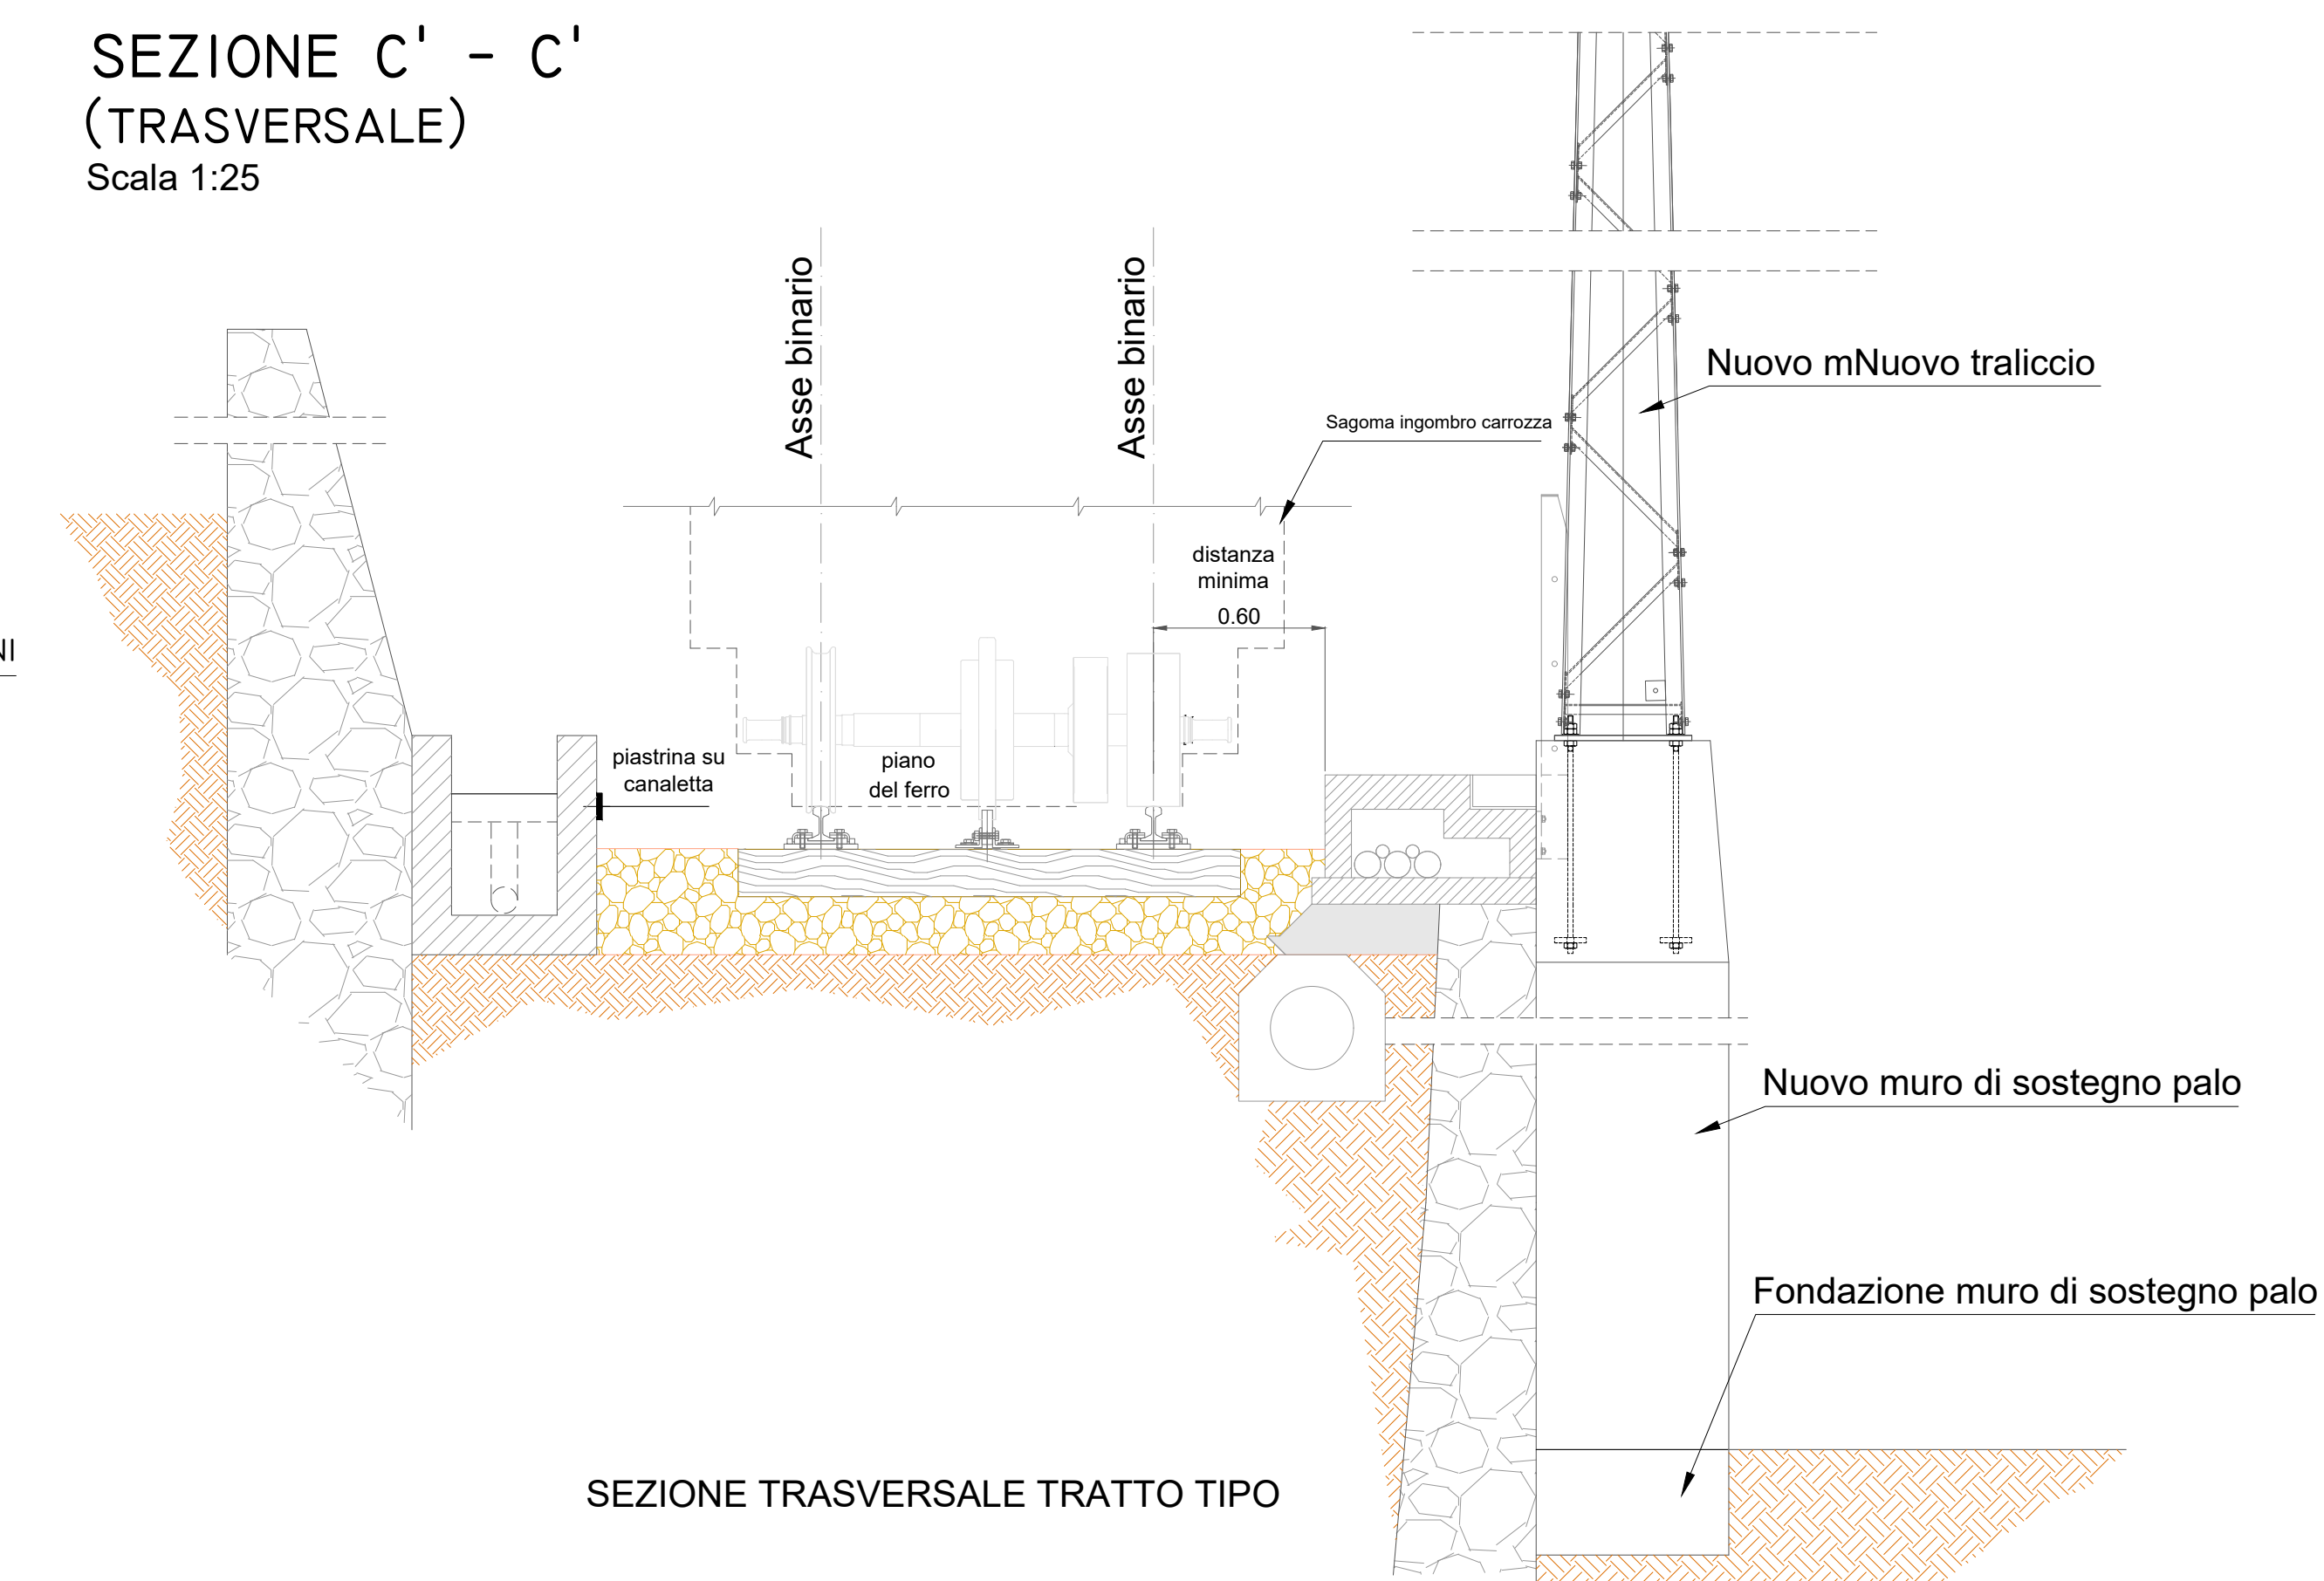 SEZIONE C' - C'
(TRASVERSALE)
Scala 1:25
Asse binario
Asse binario
Nuovo mNuovo traliccio
Sagoma ingombro carrozza
distanza
minima
0.60
NI
piastrina su
canaletta
piano
del ferro
Nuovo muro di sostegno palo
Fondazione muro di sostegno palo
SEZIONE TRASVERSALE TRATTO TIPO